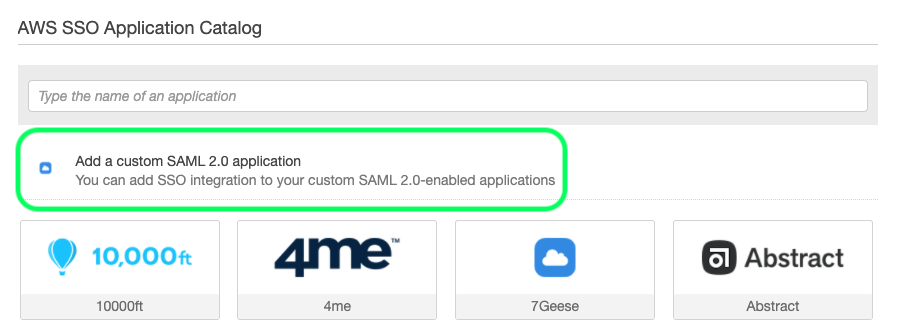 AWS SSO Application Catalog
Type the name of an application
Add a custom SAML 2.0 application
You can add SSO integration to your custom SAML 2.0-enabled applications
10,000ft
4me™
Abstract
10000ft
4me
7Geese
Abstract